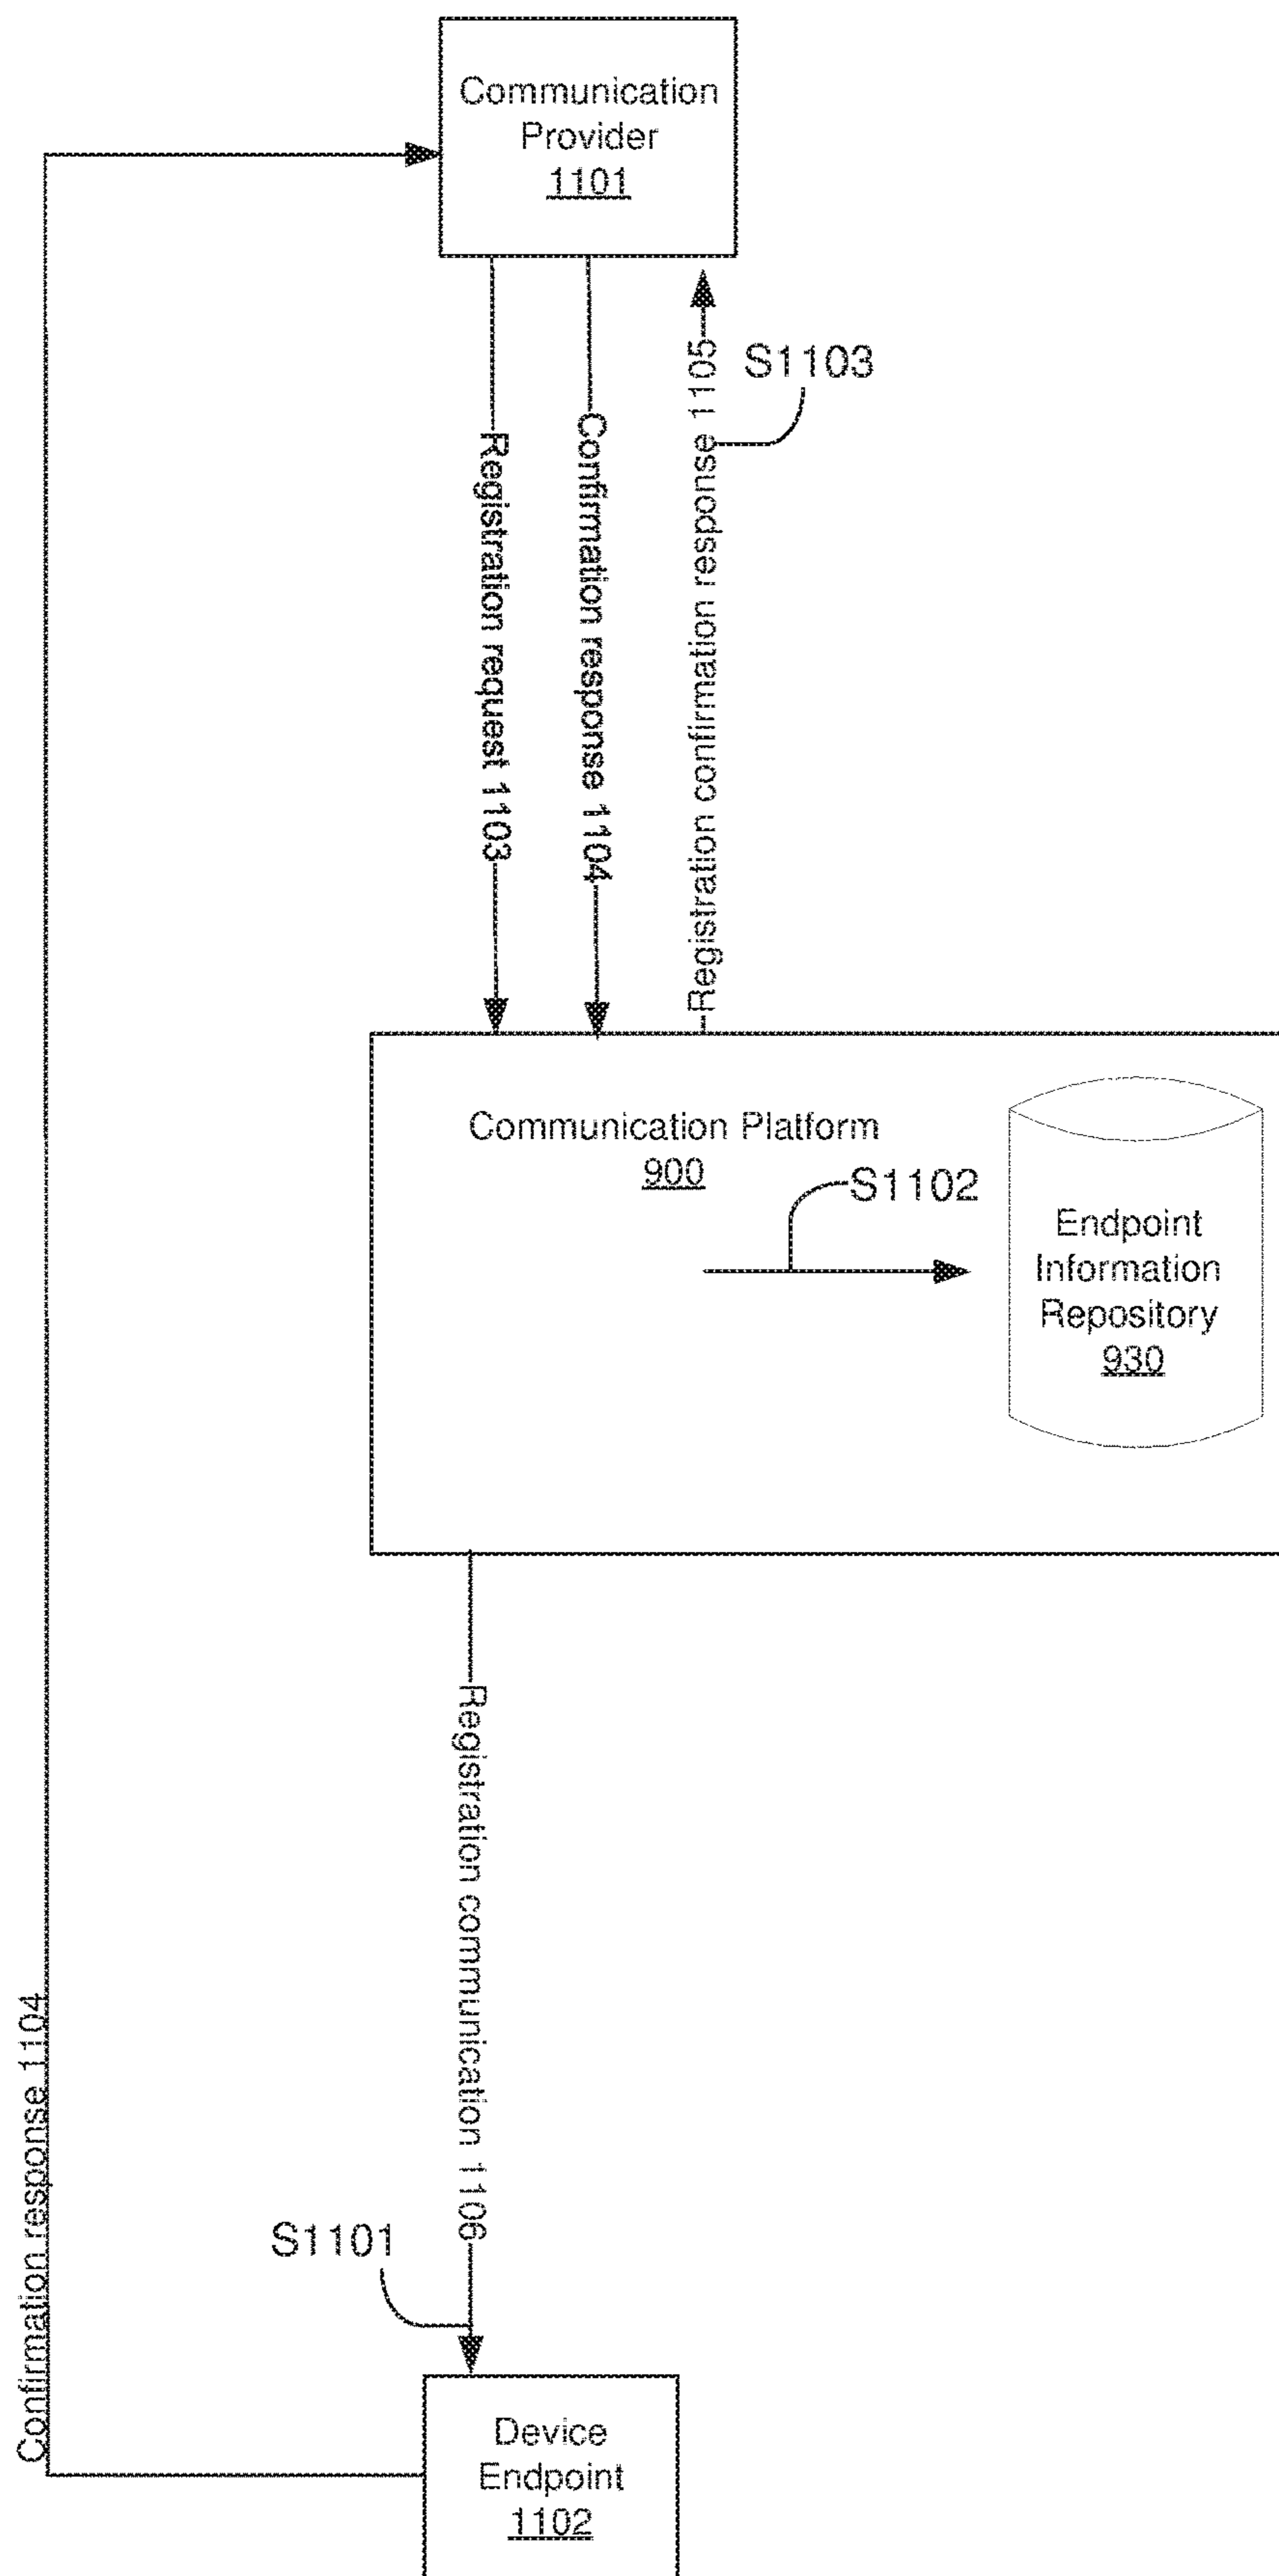 Communication
Provider
1101
S1103
Registration request 1103
Confirmation response 1104
Registration confirmation response 1105
Communication Platform
900
S1102
Endpoint
Information
Repository
930
Registration communication 1106
Confirmation response 1104
S1101
Device
Endpoint
1102